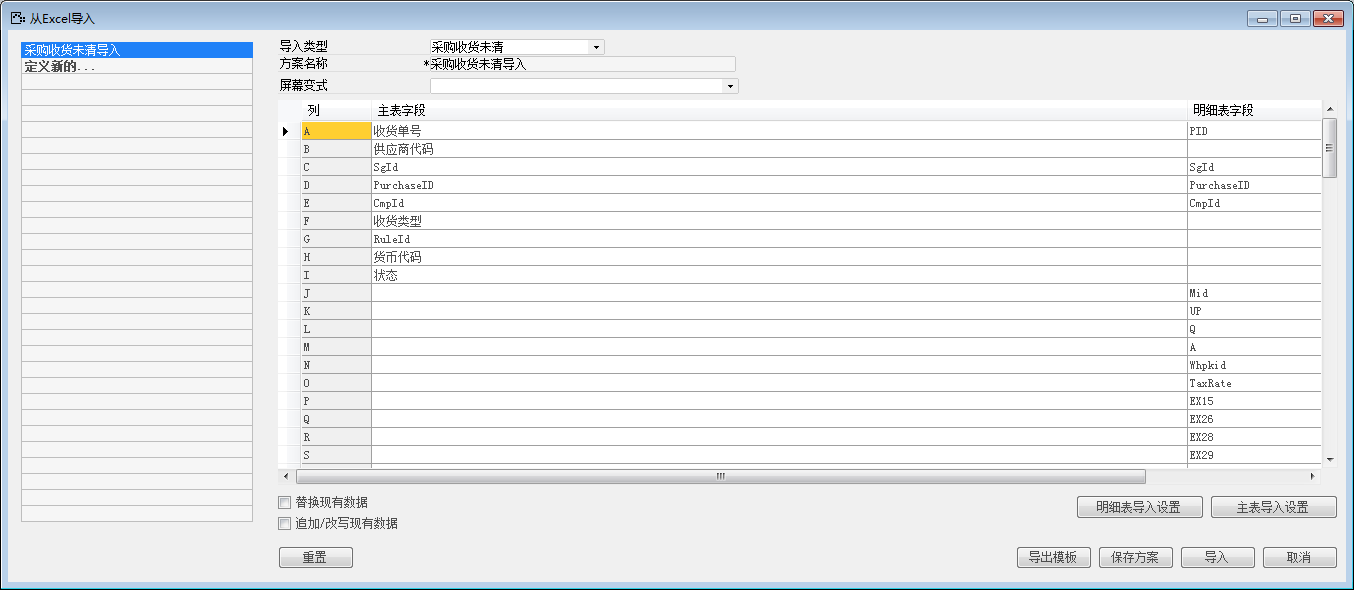 从Excel导入
采购收货未清导入
定义新的...
导入类型 采购收货未清
方案名称 *采购收货未清导入
屏幕变式
列 主表字段 明细表字段
A 收货单号 PID
B 供应商代码
C SgId SgId
D PurchaseID PurchaseID
E CmpId CmpId
F 收货类型
G RuleId
H 货币代码
I 状态
J Mid
K UP
L Q
M A
N Whpkid
O TaxRate
P EX15
Q EX26
R EX28
S EX29
替换现有数据
追加/改写现有数据
明细表导入设置 主表导入设置
重置 导出模板 保存方案 导入 取消